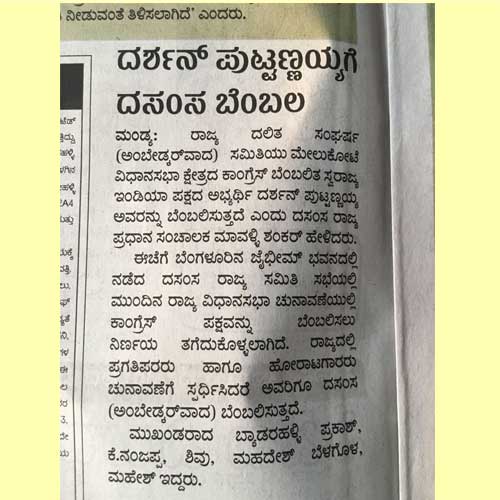 ನೀಡುವಂತೆ ತಿಳಿಸಲಾಗಿದೆ' ಎಂದರು.
ದರ್ಶನ್ ಪುಟ್ಟಣ್ಣಯ್ಯಗೆ
ದಸಂಸ ಬೆಂಬಲ
ಮಂಡ್ಯ: ರಾಜ್ಯ ದಲಿತ ಸಂಘರ್ಷ
(ಅಂಬೇಡ್ಕರ್‌ವಾದ) ಸಮಿತಿಯು ಮೇಲುಕೋಟೆ
ವಿಧಾನಸಭಾ ಕ್ಷೇತ್ರದ ಕಾಂಗ್ರೆಸ್ ಬೆಂಬಲಿತ ಸ್ವರಾಜ್ಯ
ಇಂಡಿಯಾ ಪಕ್ಷದ ಅಭ್ಯರ್ಥಿ ದರ್ಶನ್ ಪುಟ್ಟಣ್ಣಯ್ಯ
ಅವರನ್ನು ಬೆಂಬಲಿಸುತ್ತದೆ ಎಂದು ದಸಂಸ ರಾಜ್ಯ
ಪ್ರಧಾನ ಸಂಚಾಲಕ ಮಾವಳ್ಳಿ ಶಂಕರ್ ಹೇಳಿದರು.
ಈಚೆಗೆ ಬೆಂಗಳೂರಿನ ಜೈಭೀಮ್ ಭವನದಲ್ಲಿ
ನಡೆದ ದಸಂಸ ರಾಜ್ಯ ಸಮಿತಿ ಸಭೆಯಲ್ಲಿ
ಮುಂದಿನ ರಾಜ್ಯ ವಿಧಾನಸಭಾ ಚುನಾವಣೆಯಲ್ಲಿ
ಕಾಂಗ್ರೆಸ್ ಪಕ್ಷವನ್ನು ಬೆಂಬಲಿಸಲು
ನಿರ್ಣಯ ತೆಗೆದುಕೊಳ್ಳಲಾಗಿದೆ. ರಾಜ್ಯದಲ್ಲಿ
ಪ್ರಗತಿಪರರು ಹಾಗೂ ಹೋರಾಟಗಾರರು
ಚುನಾವಣೆಗೆ ಸ್ಪರ್ಧಿಸಿದರೆ ಅವರಿಗೂ ದಸಂಸ
(ಅಂಬೇಡ್ಕರ್‌ವಾದ) ಬೆಂಬಲಿಸುತ್ತದೆ.
ಮುಖಂಡರಾದ ಬ್ಯಾಡರಹಳ್ಳಿ ಪ್ರಕಾಶ್,
ಕೆ.ನಂಜಪ್ಪ, ಶಿವು, ಮಹದೇಶ್ ಬೆಳಗೊಳ,
ಮಹೇಶ್ ಇದ್ದರು.